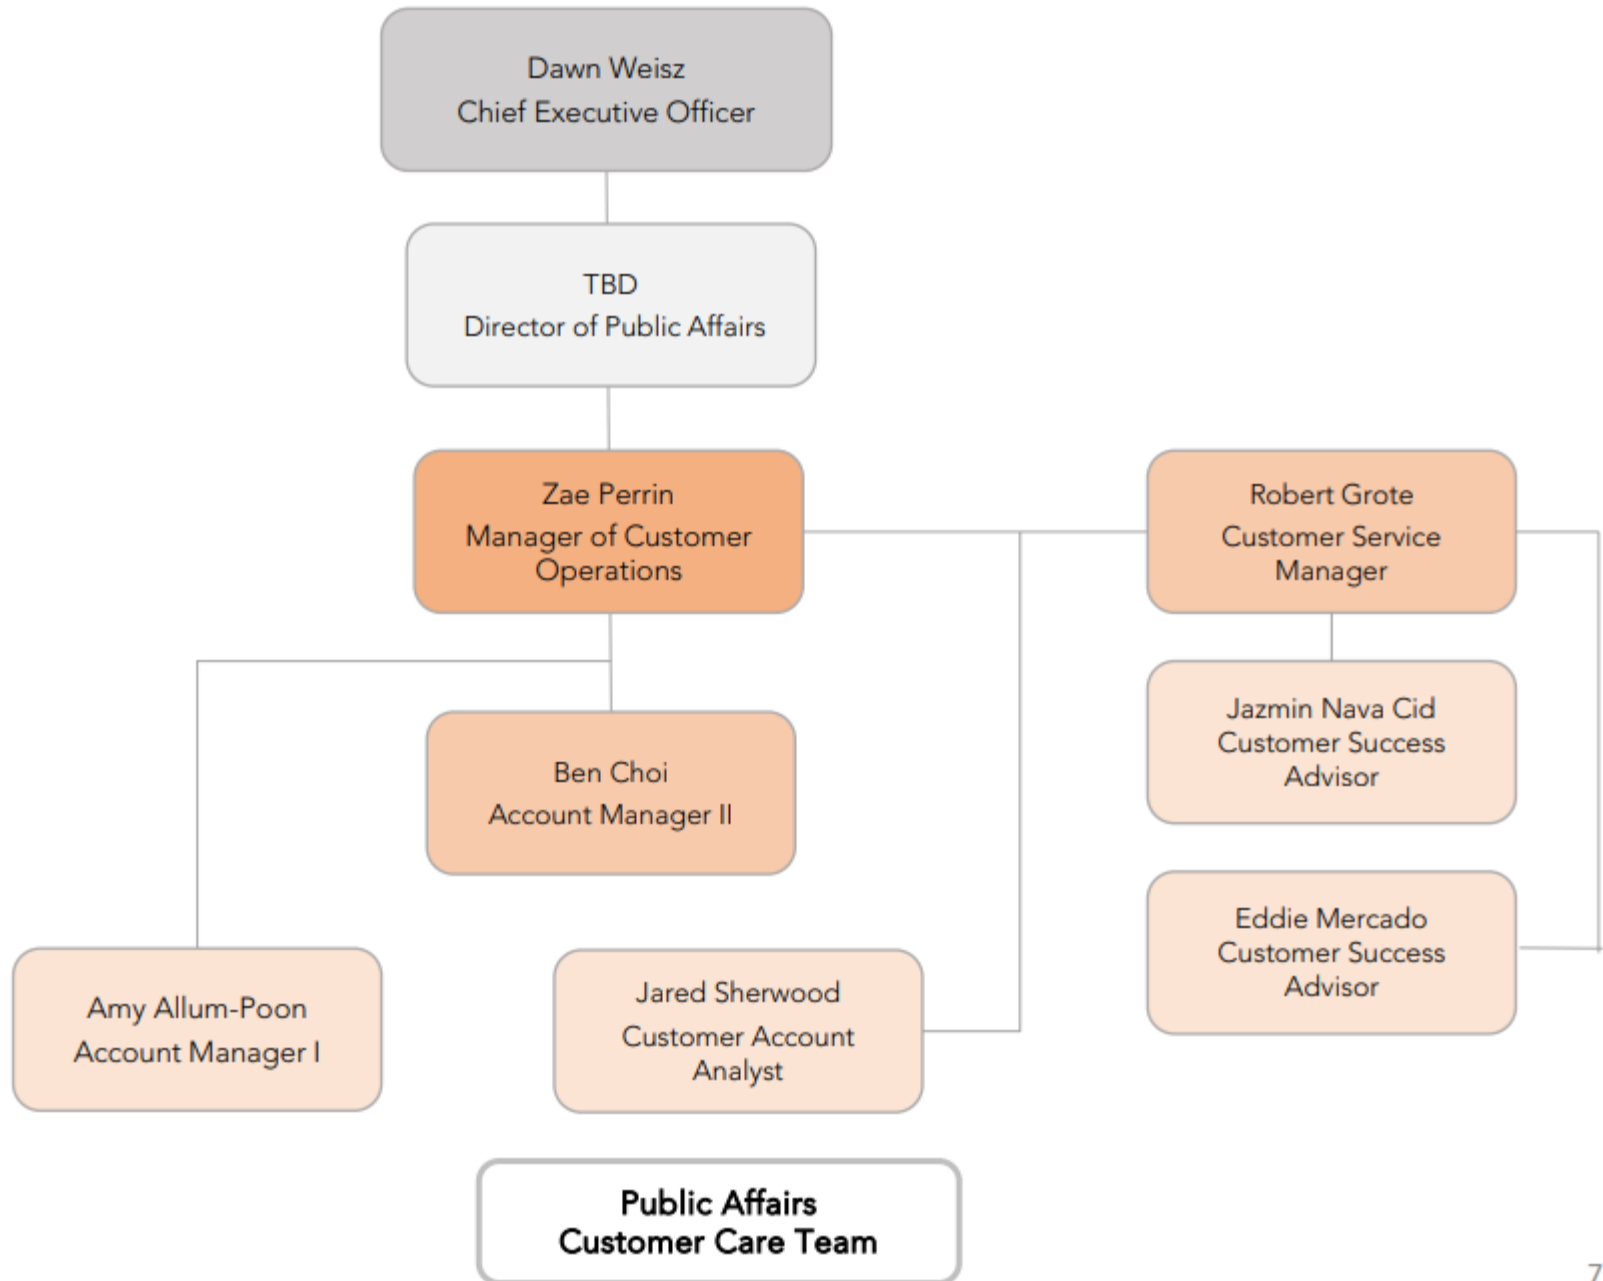 Dawn Weisz
Chief Executive Officer
TBD
Director of Public Affairs
Zae Perrin
Manager of Customer
Operations
Robert Grote
Customer Service
Manager
Jazmin Nava Cid
Customer Success
Advisor
Ben Choi
Account Manager II
Eddie Mercado
Customer Success
Advisor
Amy Allum-Poon
Account Manager I
Jared Sherwood
Customer Account
Analyst
Public Affairs
Customer Care Team
7